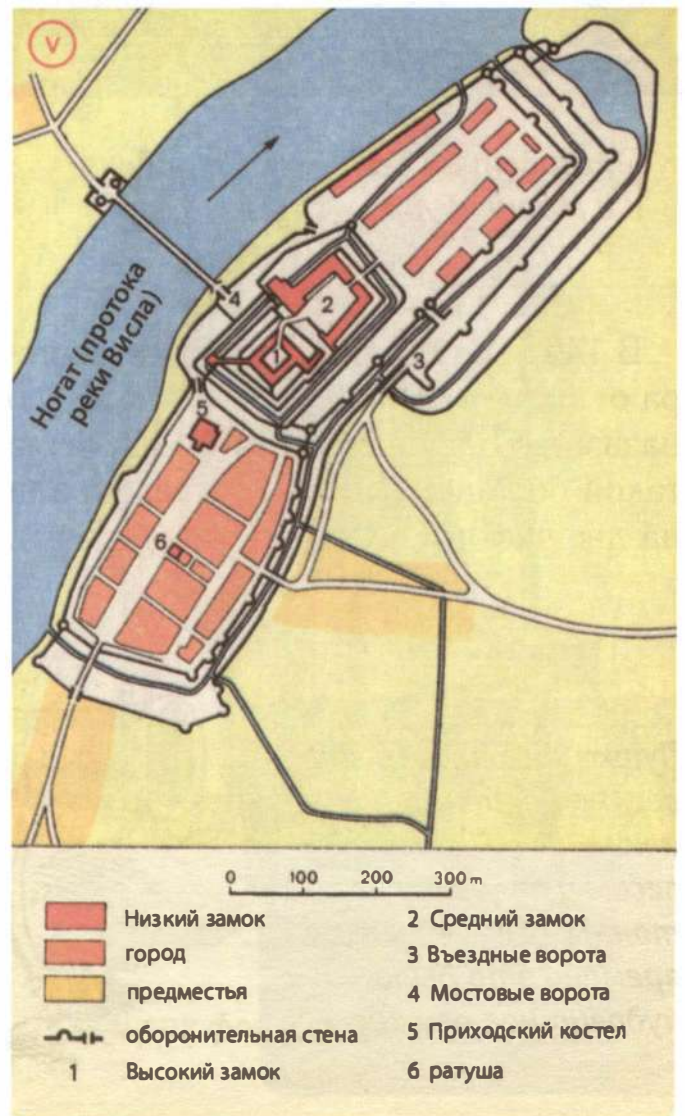 V
Ногат (протока
реки Висла)
4
2
1
3
5
6
0 100 200 300 m
Низкий замок
город
предместья
оборонительная стена
1 Высокий замок
2 Средний замок
3 Въездные ворота
4 Мостовые ворота
5 Приходский костел
6 ратуша